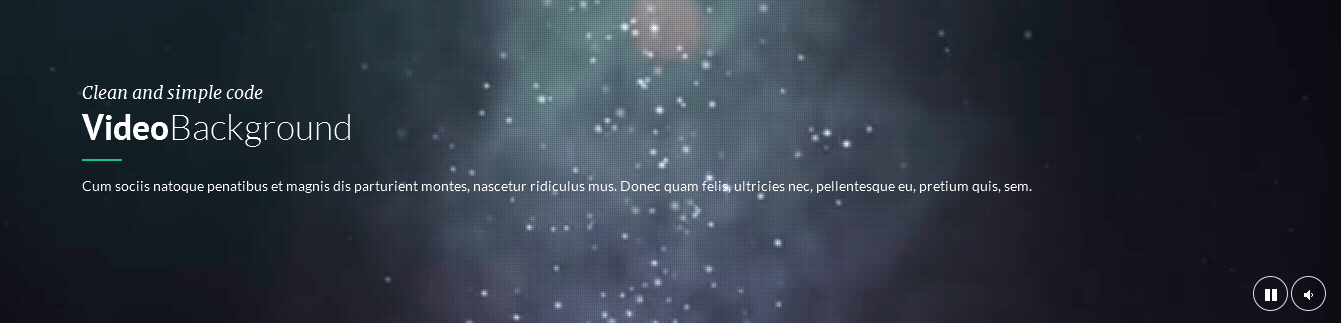 Clean and simple code
VideoBackground
Cum sociis natoque penatibus et magnis dis parturient montes, nascetur ridiculus mus. Donec quam felis, ultricies nec, pellentesque eu, pretium quis, sem.